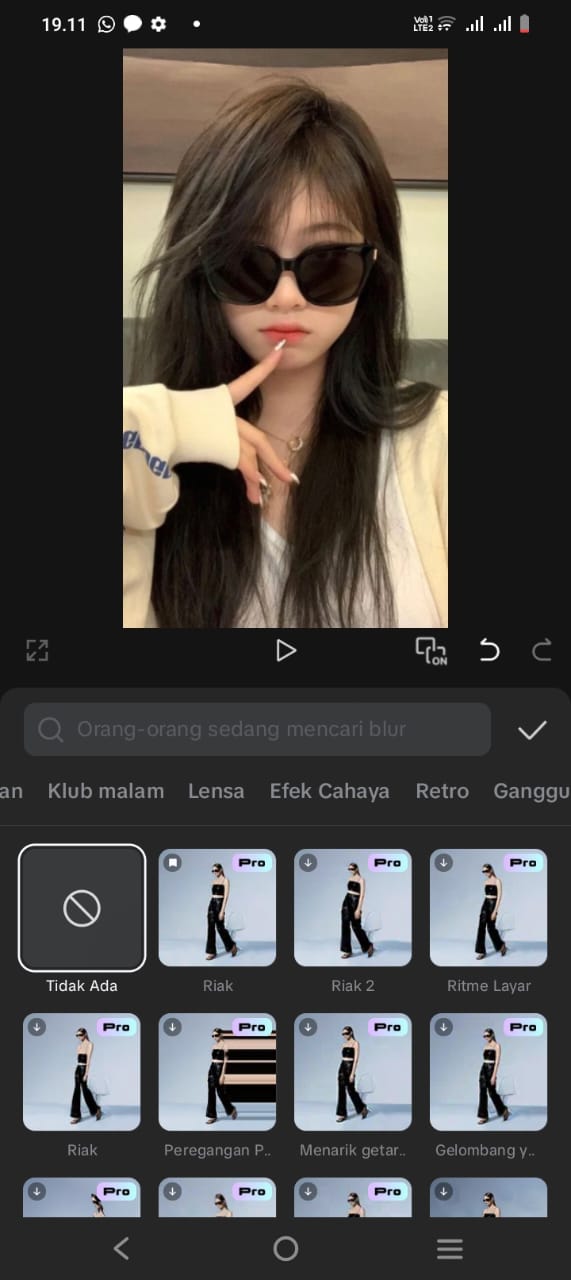 19.11
Vo))1
LTE2
ON
Orang-orang sedang mencari blur
an Klub malam Lensa Efek Cahaya Retro Ganggu
Pro Pro Pro
Tidak Ada Riak Riak 2 Ritme Layar
Pro Pro Pro Pro
Riak Peregangan P.. Menarik getar.. Gelombang y..
Pro Pro Pro